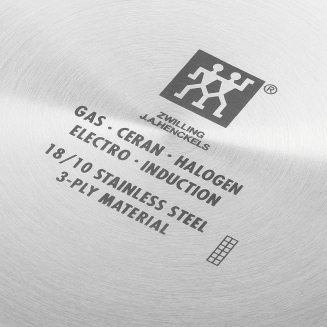 ®
ZWILLING
J.A.HENCKELS
GAS · CERAN · HALOGEN
ELECTRO · INDUCTION
18/10 STAINLESS STEEL
3-PLY MATERIAL